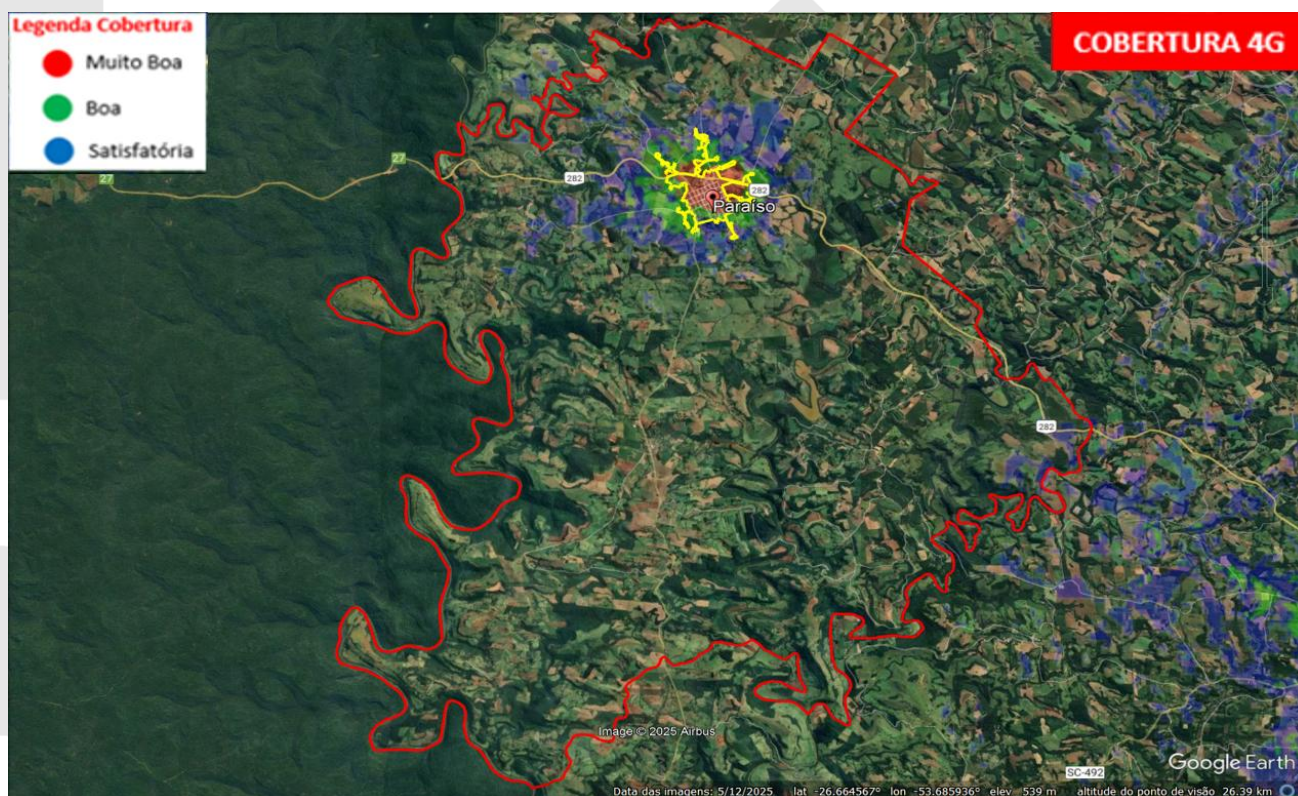 Legenda Cobertura
Muito Boa
Boa
Satisfatória
COBERTURA 4G
27
27
282
282
Paraíso
282
Image © 2025 Airbus
Google Earth
SC-492
Data das imagens: 5/12/2025 lat -26.664567° lon -53.685936° elev 539 m altitude do ponto de visão 26.39 km